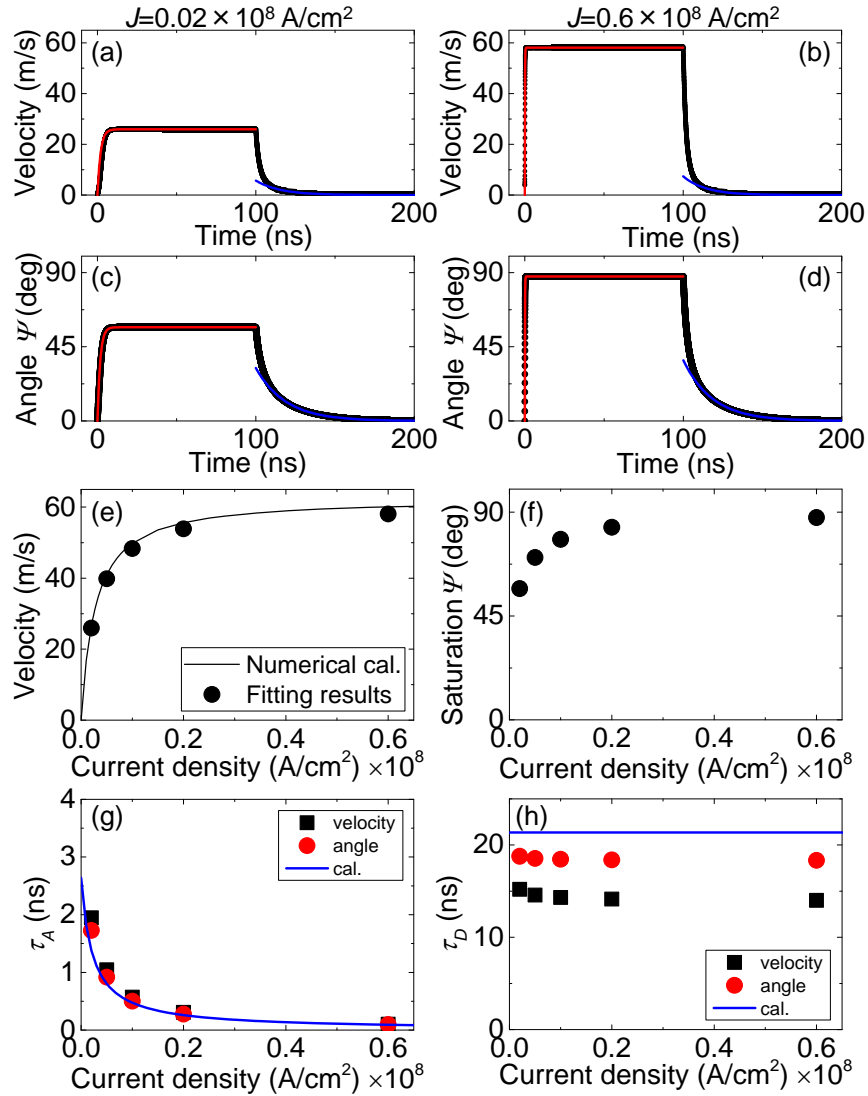 J=0.02×10⁸ A/cm²
J=0.6×10⁸ A/cm²
(a)
Velocity (m/s)
60
40
20
0
0
100
200
Time (ns)
(b)
Velocity (m/s)
60
40
20
0
0
100
200
Time (ns)
(c)
Angle Ψ (deg)
90
45
0
0
100
200
Time (ns)
(d)
Angle Ψ (deg)
90
45
0
0
100
200
Time (ns)
(e)
Velocity (m/s)
60
40
20
0
Numerical cal.
Fitting results
0.0
0.2
0.4
0.6
Current density (A/cm²) ×10⁸
(f)
Saturation Ψ (deg)
90
45
0
0.0
0.2
0.4
0.6
Current density (A/cm²) ×10⁸
(g)
τA (ns)
4
3
2
1
0
velocity
angle
cal.
0.0
0.2
0.4
0.6
Current density (A/cm²) ×10⁸
(h)
τD (ns)
20
10
0
velocity
angle
cal.
0.0
0.2
0.4
0.6
Current density (A/cm²) ×10⁸